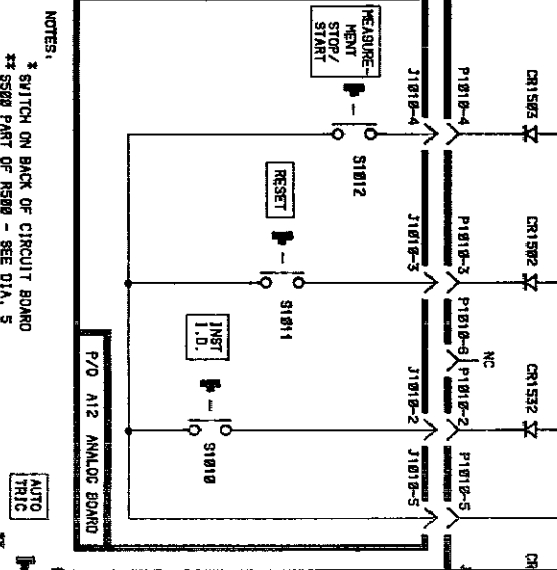 CR1503
CR1502
CR1532
CR
P1010-4
P1010-3
P1010-6
NC
P1010-2
P1010-5
J1010-4
J1010-3
J1010-2
J1010-5
J
MEASURE-
MENT
STOP/
START
S1012
RESET
S1011
INST
I.D.
S1010
P/O A12 ANALOG BOARD
AUTO
TRIG
**
NOTES:
* SWITCH ON BACK OF CIRCUIT BOARD
** S500 PART OF R500 - SEE DIA. 5